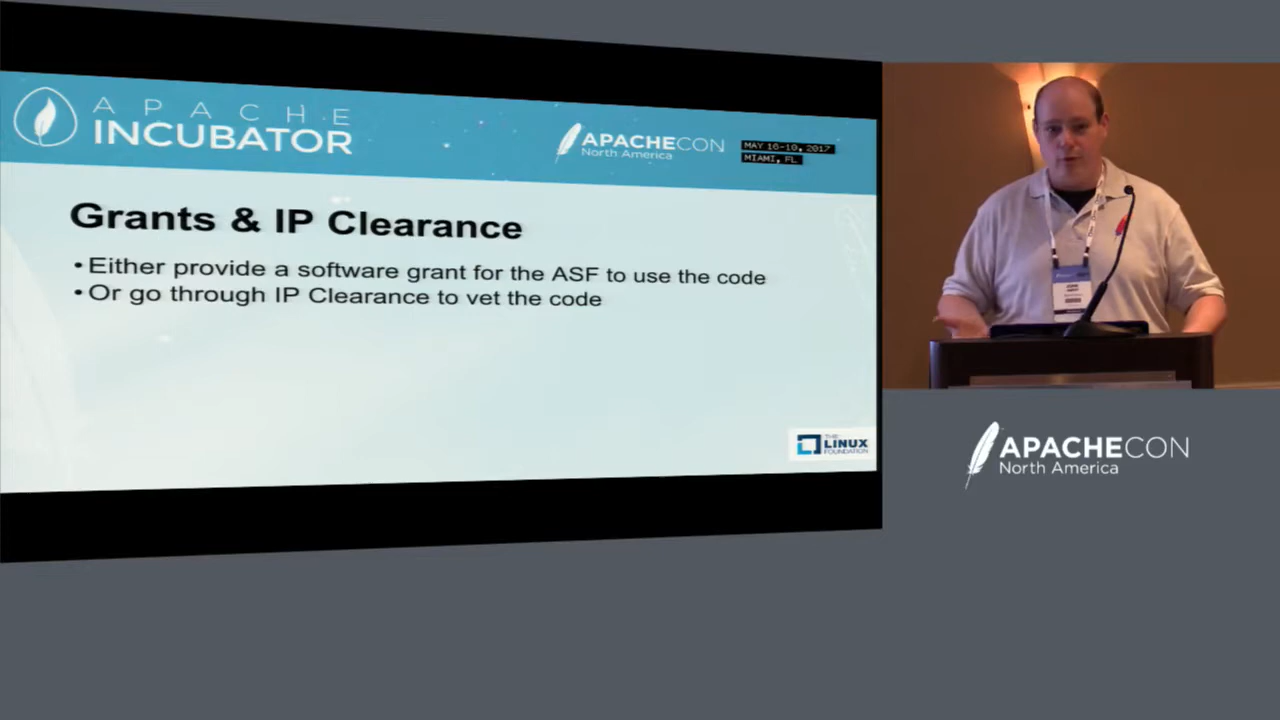 APACHE
INCUBATOR
APACHECON
North America
MAY 16-18, 2017
MIAMI, FL
Grants & IP Clearance
•Either provide a software grant for the ASF to use the code
•Or go through IP Clearance to vet the code
THE
LINUX
FOUNDATION
APACHECON
North America